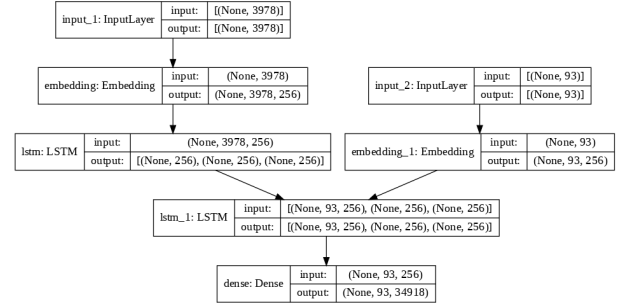 input_1: InputLayer
input: [(None, 3978)]
output: [(None, 3978)]
embedding: Embedding
input: (None, 3978)
output: (None, 3978, 256)
input_2: InputLayer
input: [(None, 93)]
output: [(None, 93)]
lstm: LSTM
input: (None, 3978, 256)
output: [(None, 256), (None, 256), (None, 256)]
embedding_1: Embedding
input: (None, 93)
output: (None, 93, 256)
lstm_1: LSTM
input: [(None, 93, 256), (None, 256), (None, 256)]
output: [(None, 93, 256), (None, 256), (None, 256)]
dense: Dense
input: (None, 93, 256)
output: (None, 93, 34918)